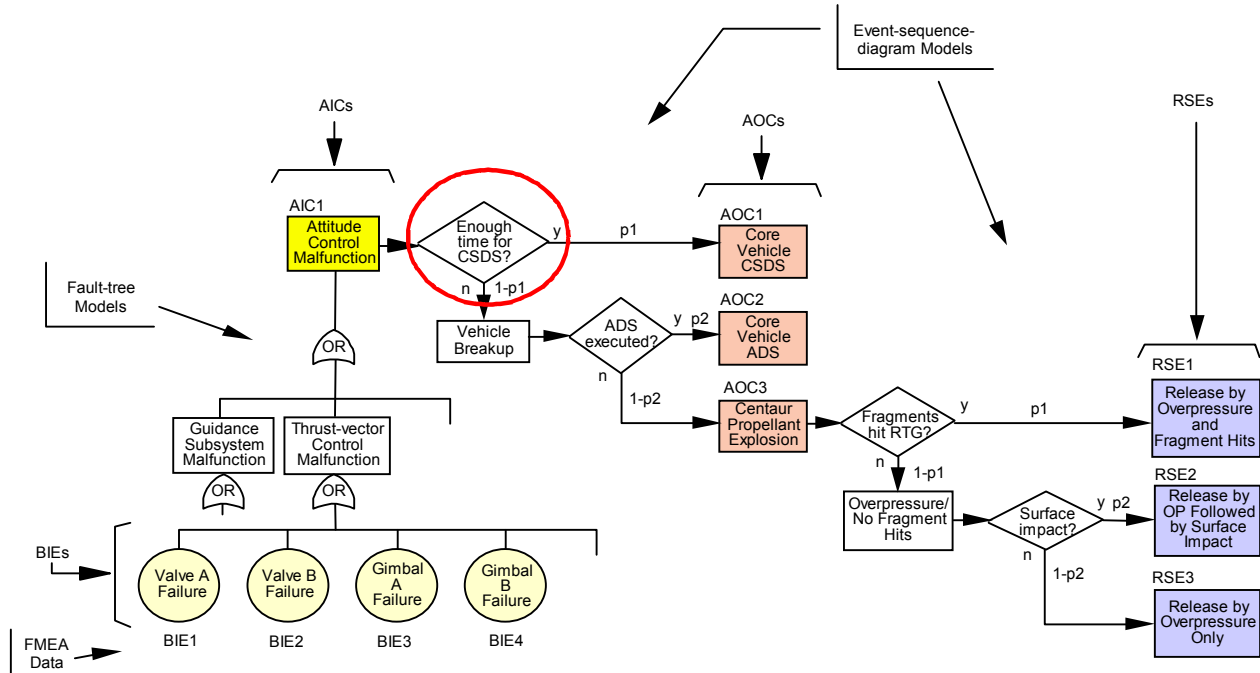 Event-sequence-
diagram Models
AICs
AOCs
RSEs
AIC1
Attitude
Control
Malfunction
Enough
time for
CSDS?
y
p1
AOC1
Core
Vehicle
CSDS
n
1-p1
Fault-tree
Models
Vehicle
Breakup
ADS
executed?
y p2
AOC2
Core
Vehicle
ADS
n
1-p2
OR
AOC3
Centaur
Propellant
Explosion
Fragments
hit RTG?
y
p1
RSE1
Release by
Overpressure
and
Fragment Hits
n
1-p1
Guidance
Subsystem
Malfunction
Thrust-vector
Control
Malfunction
OR
OR
Overpressure/
No Fragment
Hits
Surface
impact?
y p2
RSE2
Release by
OP Followed
by Surface
Impact
n
1-p2
RSE3
Release by
Overpressure
Only
BIEs
Valve A
Failure
Valve B
Failure
Gimbal
A
Failure
Gimbal
B
Failure
BIE1
BIE2
BIE3
BIE4
FMEA
Data